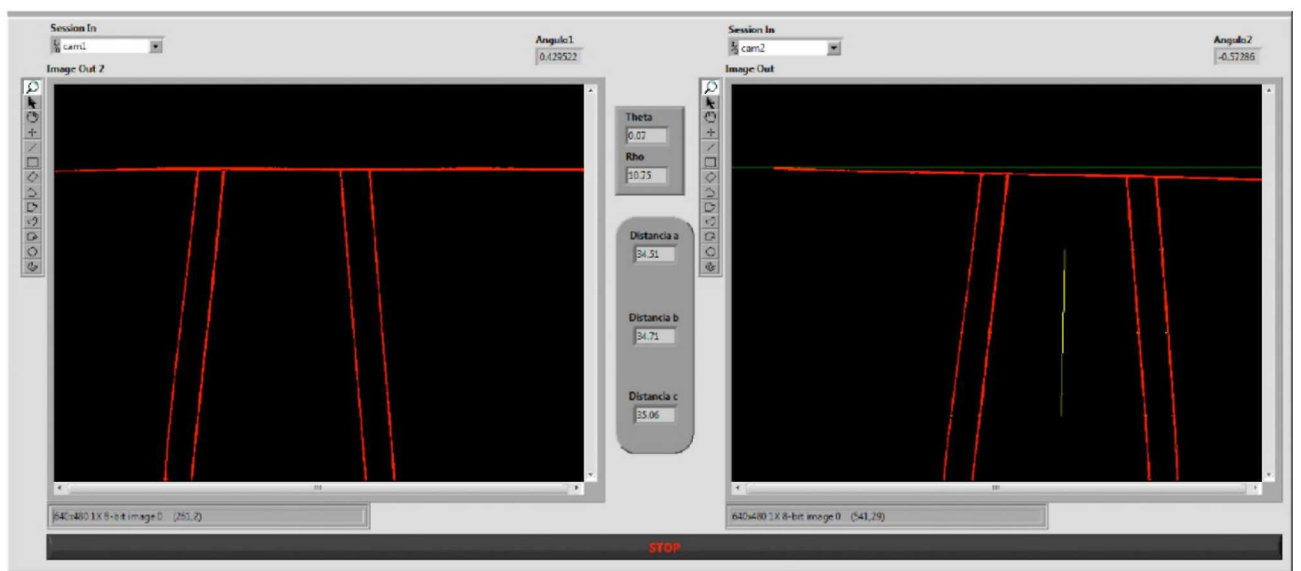 Session In
cam1
Angulo1
0.429522
Image Out 2
Theta
0.07
Rho
10.75
Distancia a
34.51
Distancia b
34.71
Distancia c
35.06
640x480 1X 8-bit image 0 (261,2)
Session In
cam2
Angulo2
-0.57286
Image Out
640x480 1X 8-bit image 0 (541,29)
STOP